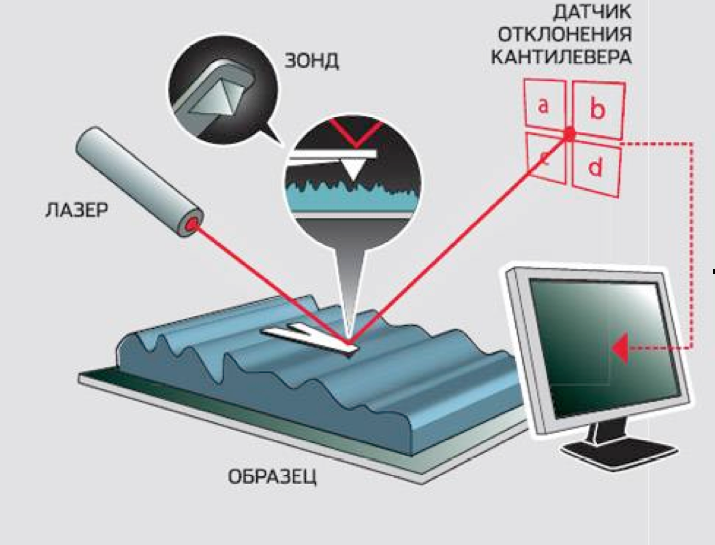 ДАТЧИК
ОТКЛОНЕНИЯ
КАНТИЛЕВЕРА
ЗОНД
a
b
c
d
ЛАЗЕР
ОБРАЗЕЦ